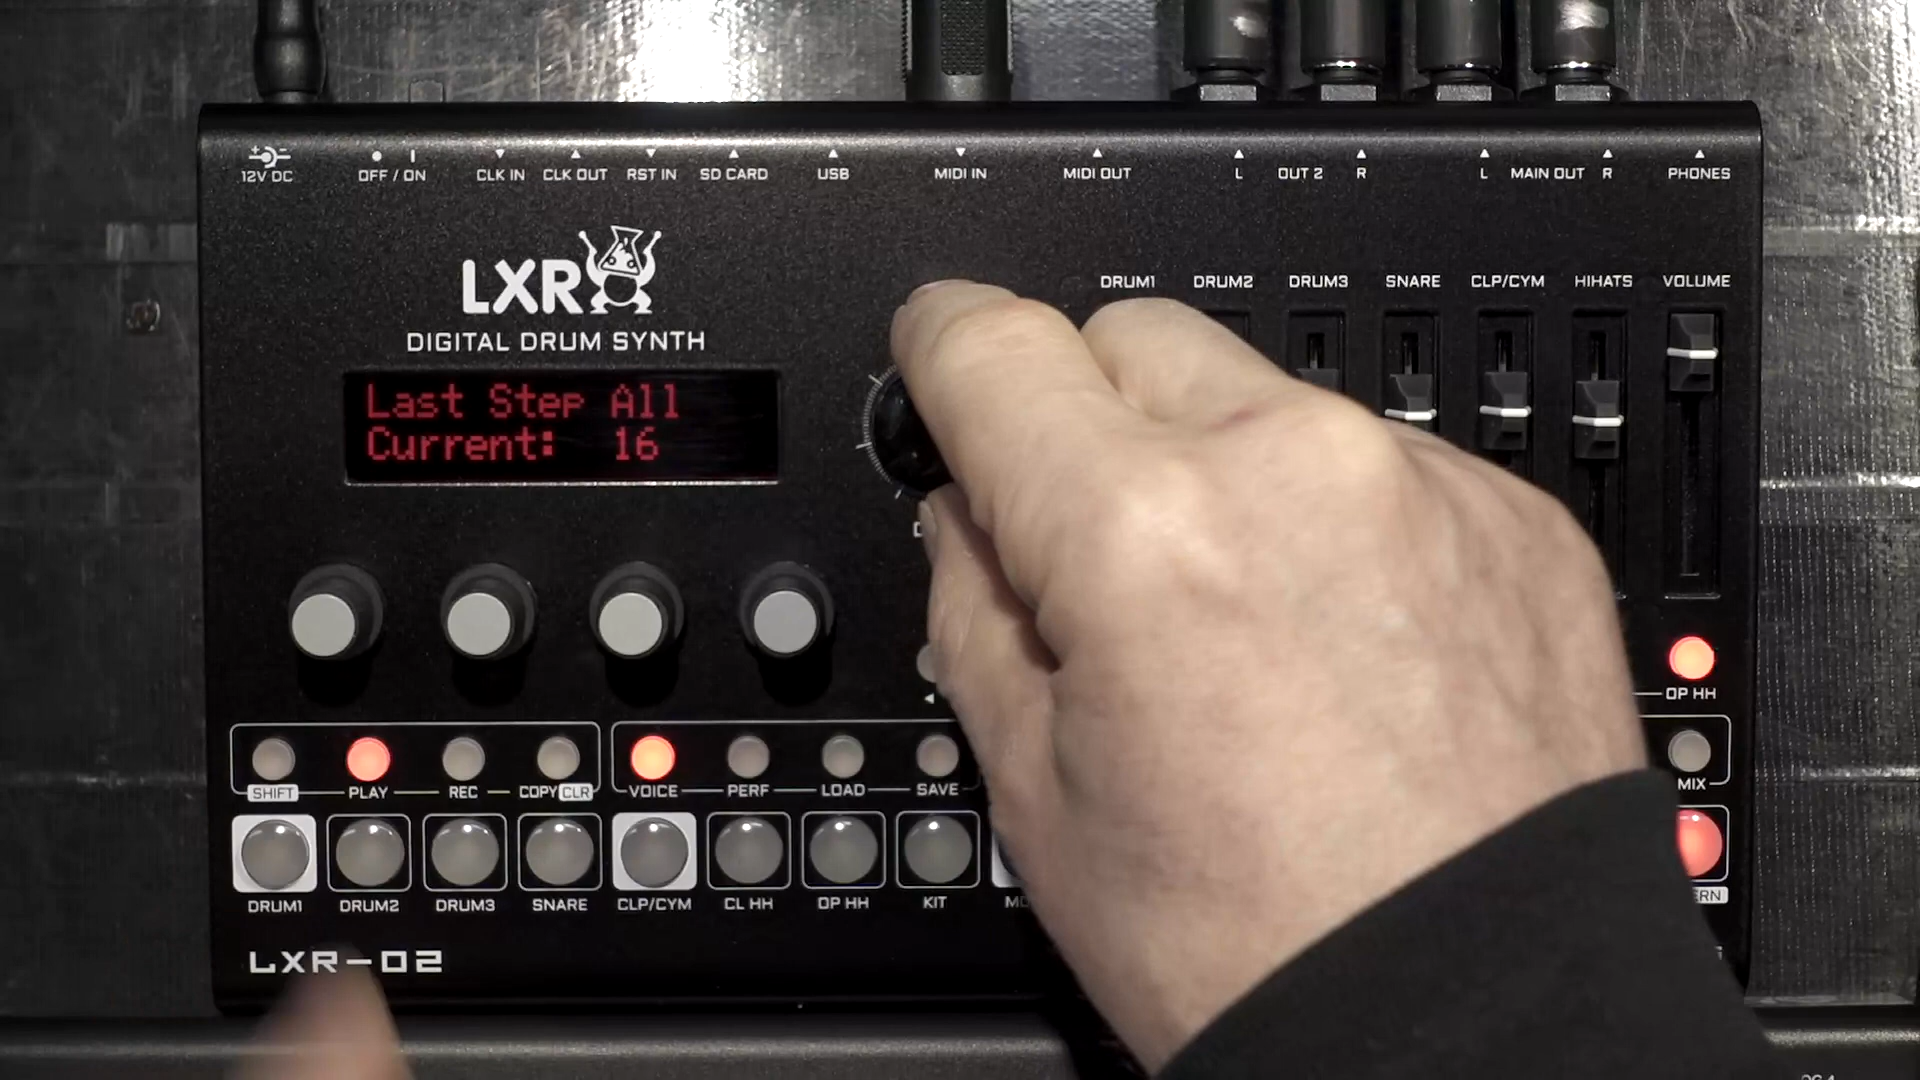 12V DC
OFF / ON
CLK IN
CLK OUT
RST IN
SD CARD
USB
MIDI IN
MIDI OUT
L
OUT 2
R
L
MAIN OUT
R
PHONES
LXR
DIGITAL DRUM SYNTH
DRUM1
DRUM2
DRUM3
SNARE
CLP/CYM
HIHATS
VOLUME
Last Step All
Current: 16
OP HH
SHIFT
PLAY
REC
COPY CLR
VOICE
PERF
LOAD
SAVE
MIX
DRUM1
DRUM2
DRUM3
SNARE
CLP/CYM
CL HH
OP HH
KIT
LXR-02